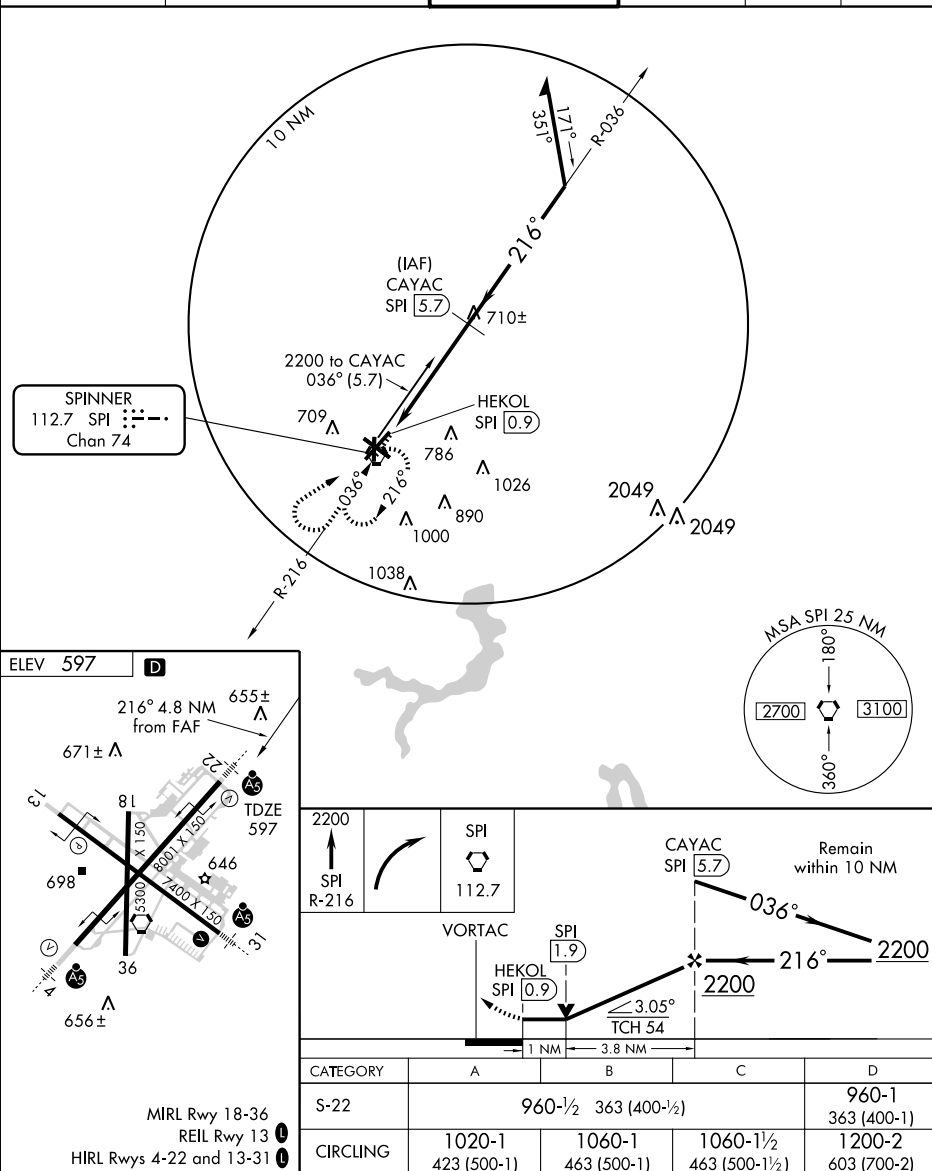 10 NM
171°
351°
R-036
216°
(IAF)
CAYAC
SPI 5.7
710±
2200 to CAYAC
036° (5.7)
SPINNER
112.7 SPI
Chan 74
709
HEKOL
SPI 0.9
786
1026
036°
216°
890
1000
2049
2049
R-216
1038
MSA SPI 25 NM
180°
2700
3100
360°
ELEV 597
D
216° 4.8 NM
from FAF
655±
671±
22
A5
V
TDZE
597
13
18
P
8001 X 150
5300 X 150
7400 X 150
698
646
A5
V
V
31
4
A5
36
656±
MIRL Rwy 18-36
REIL Rwy 13 L
HIRL Rwys 4-22 and 13-31 L
2200
SPI
R-216
SPI
112.7
CAYAC
SPI 5.7
Remain
within 10 NM
036°
2200
216°
2200
VORTAC
SPI
1.9
HEKOL
SPI 0.9
3.05°
TCH 54
1 NM
3.8 NM
CATEGORY A B C D
S-22 960-½ 363 (400-½) 960-1
363 (400-1)
CIRCLING 1020-1 1060-1 1060-1½ 1200-2
423 (500-1) 463 (500-1) 463 (500-1½) 603 (700-2)